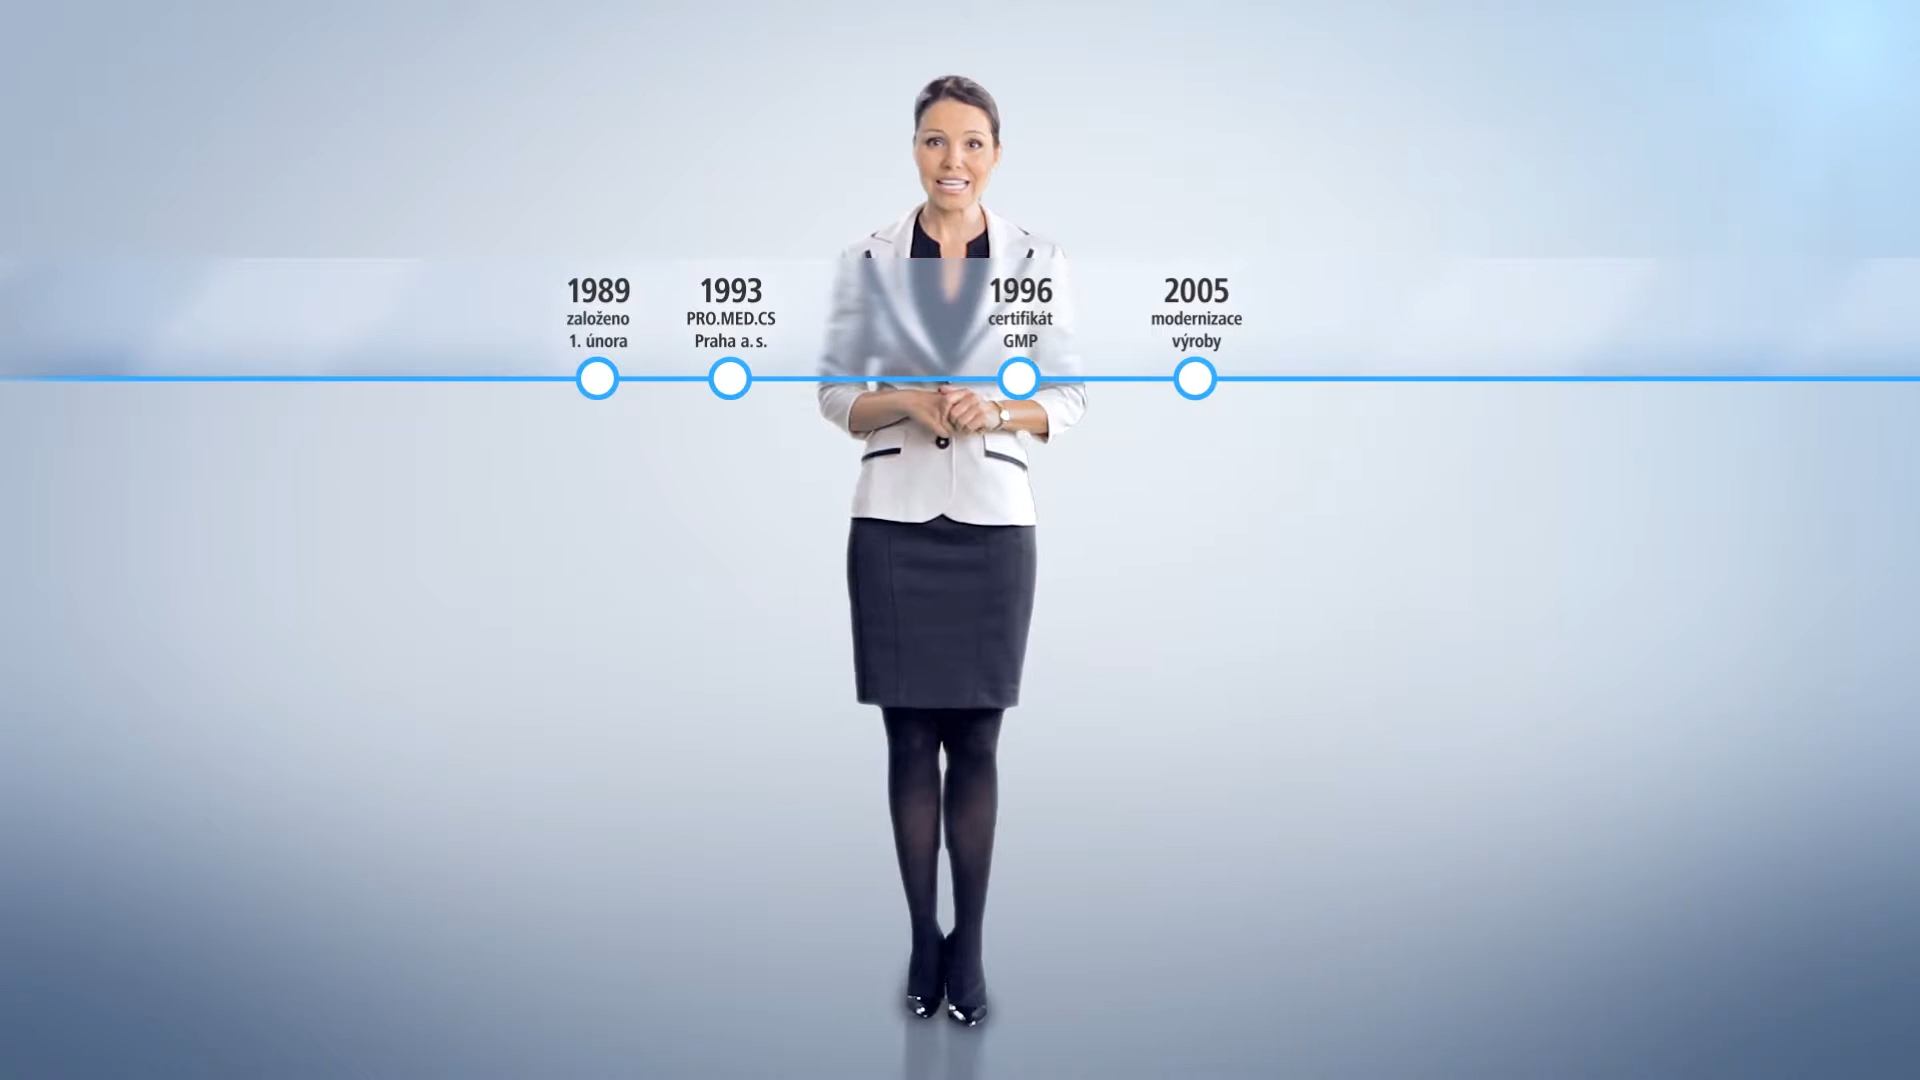 1989
založeno
1. února
1993
PRO.MED.CS
Praha a. s.
1996
certifikát
GMP
2005
modernizace
výroby